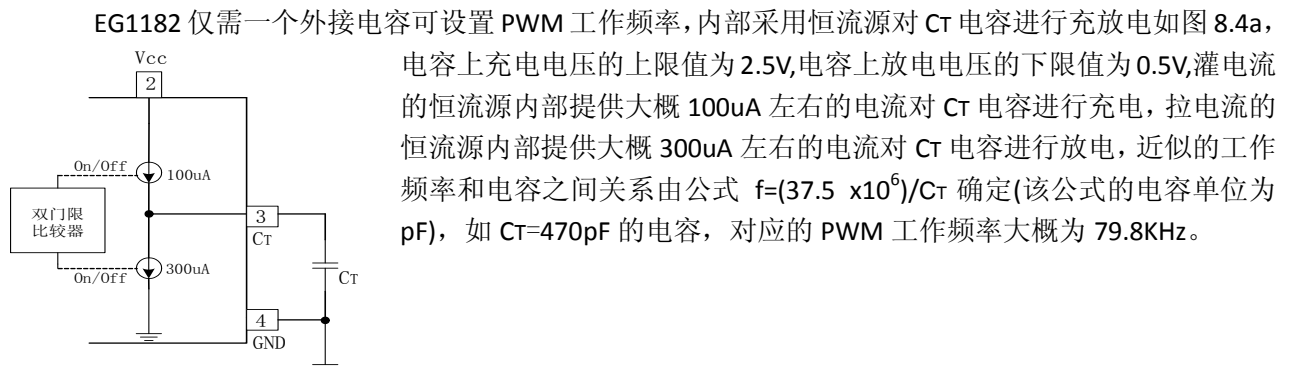 EG1182 仅需一个外接电容可设置 PWM 工作频率,内部采用恒流源对 CT 电容进行充放电如图 8.4a，
电容上充电电压的上限值为 2.5V,电容上放电电压的下限值为 0.5V,灌电流
的恒流源内部提供大概 100uA 左右的电流对 CT 电容进行充电，拉电流的
恒流源内部提供大概 300uA 左右的电流对 CT 电容进行放电，近似的工作
频率和电容之间关系由公式 f=(37.5 x10⁶)/CT 确定(该公式的电容单位为
pF)，如 CT=470pF 的电容，对应的 PWM 工作频率大概为 79.8KHz。
Vcc
2
On/Off
100uA
双门限
比较器
3
CT
On/Off
300uA
CT
4
GND